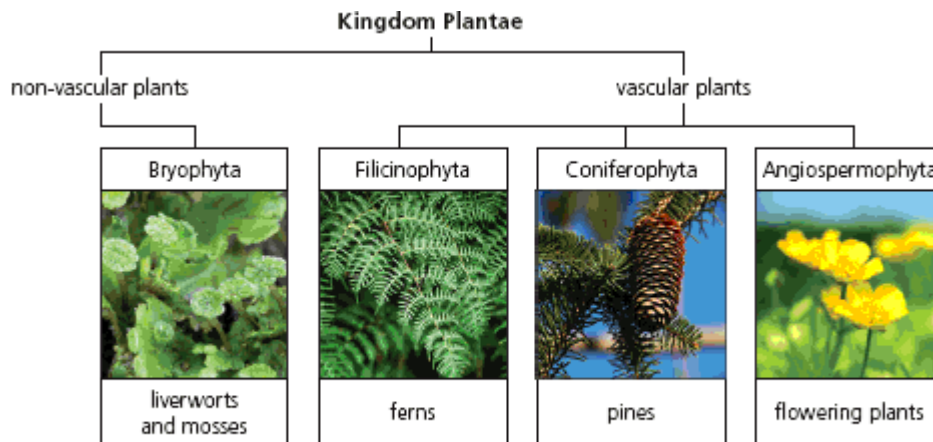 Kingdom Plantae
non-vascular plants
vascular plants
Bryophyta
Filicinophyta
Coniferophyta
Angiospermophyta
liverworts
and mosses
ferns
pines
flowering plants